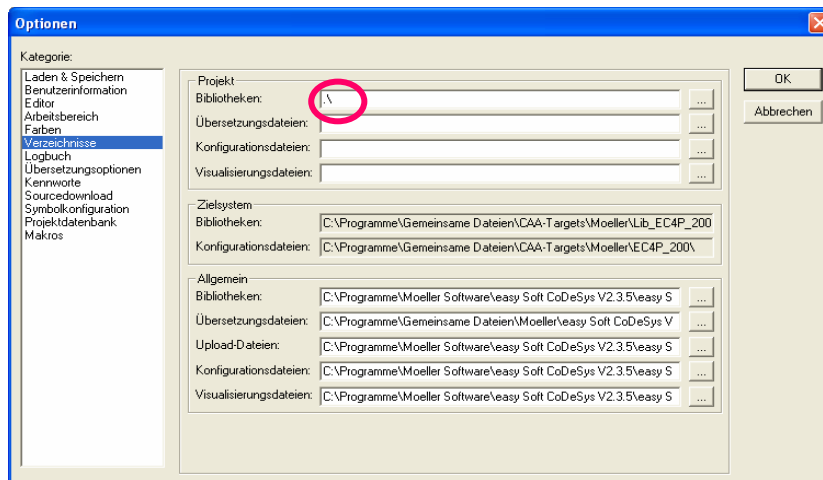 Optionen
Kategorie:
Laden & Speichern
Benutzerinformation
Editor
Arbeitsbereich
Farben
Verzeichnisse
Logbuch
Übersetzungsoptionen
Kennworte
Sourcedownload
Symbolkonfiguration
Projektdatenbank
Makros
Projekt
Bibliotheken: .\ ...
Übersetzungsdateien: ...
Konfigurationsdateien: ...
Visualisierungsdateien: ...
Zielsystem
Bibliotheken: C:\Programme\Gemeinsame Dateien\CAA-Targets\Moeller\Lib_EC4P_200
Konfigurationsdateien: C:\Programme\Gemeinsame Dateien\CAA-Targets\Moeller\EC4P_200\
Allgemein
Bibliotheken: C:\Programme\Moeller Software\easy Soft CoDeSys V2.3.5\easy S ...
Übersetzungsdateien: C:\Programme\Gemeinsame Dateien\Moeller\easy Soft CoDeSys V ...
Upload-Dateien: C:\Programme\Moeller Software\easy Soft CoDeSys V2.3.5\easy S ...
Konfigurationsdateien: C:\Programme\Moeller Software\easy Soft CoDeSys V2.3.5\easy S ...
Visualisierungsdateien: C:\Programme\Moeller Software\easy Soft CoDeSys V2.3.5\easy S ...
OK
Abbrechen